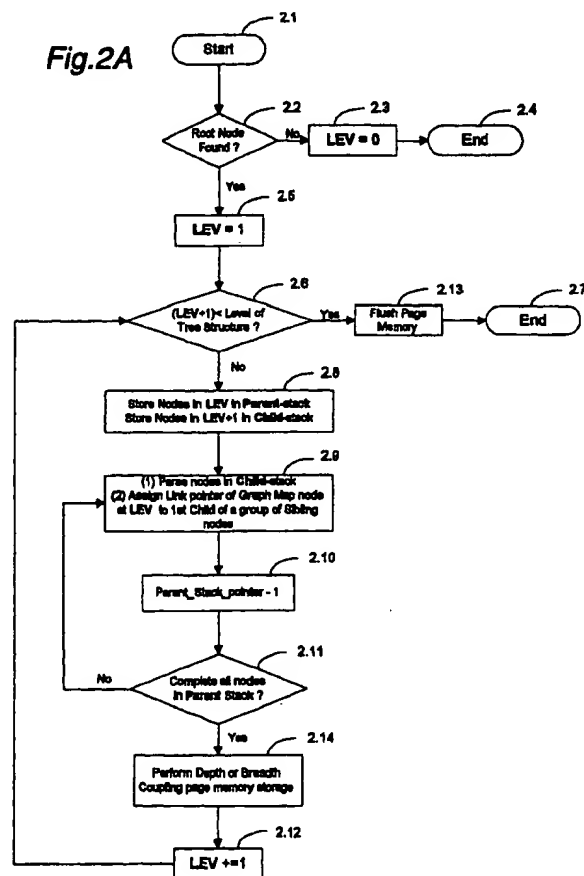 Fig.2A
2.1
Start
2.2
Root Node
Found ?
No
2.3
LEV = 0
2.4
End
Yes
2.5
LEV = 1
2.6
(LEV+1)< Level of
Tree Structure ?
Yes
2.13
Flush Page
Memory
2.7
End
No
2.8
Store Nodes in LEV in Parent-stack
Store Nodes in LEV+1 in Child-stack
2.9
(1) Parse nodes in Child-stack
(2) Assign Link pointer of Graph Map node
at LEV to 1st Child of a group of Sibling
nodes
2.10
Parent_Stack_pointer - 1
2.11
Complete all nodes
in Parent Stack ?
No
Yes
2.14
Perform Depth or Breadth
Coupling page memory storage
2.12
LEV +=1